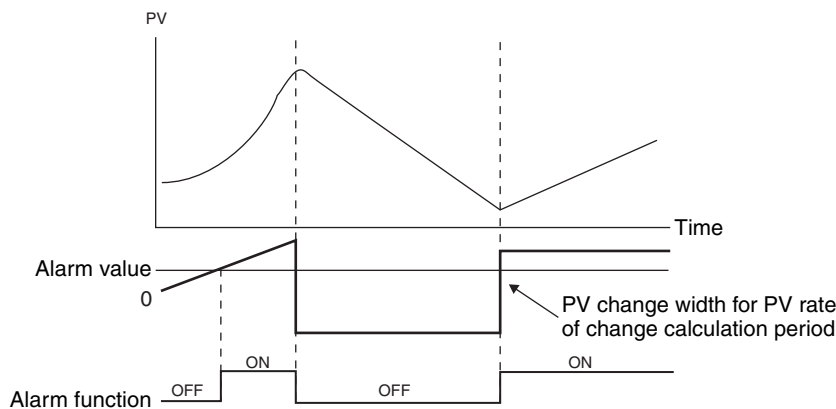 PV
Time
Alarm value
0
PV change width for PV rate
of change calculation period
ON
ON
Alarm function
OFF
OFF